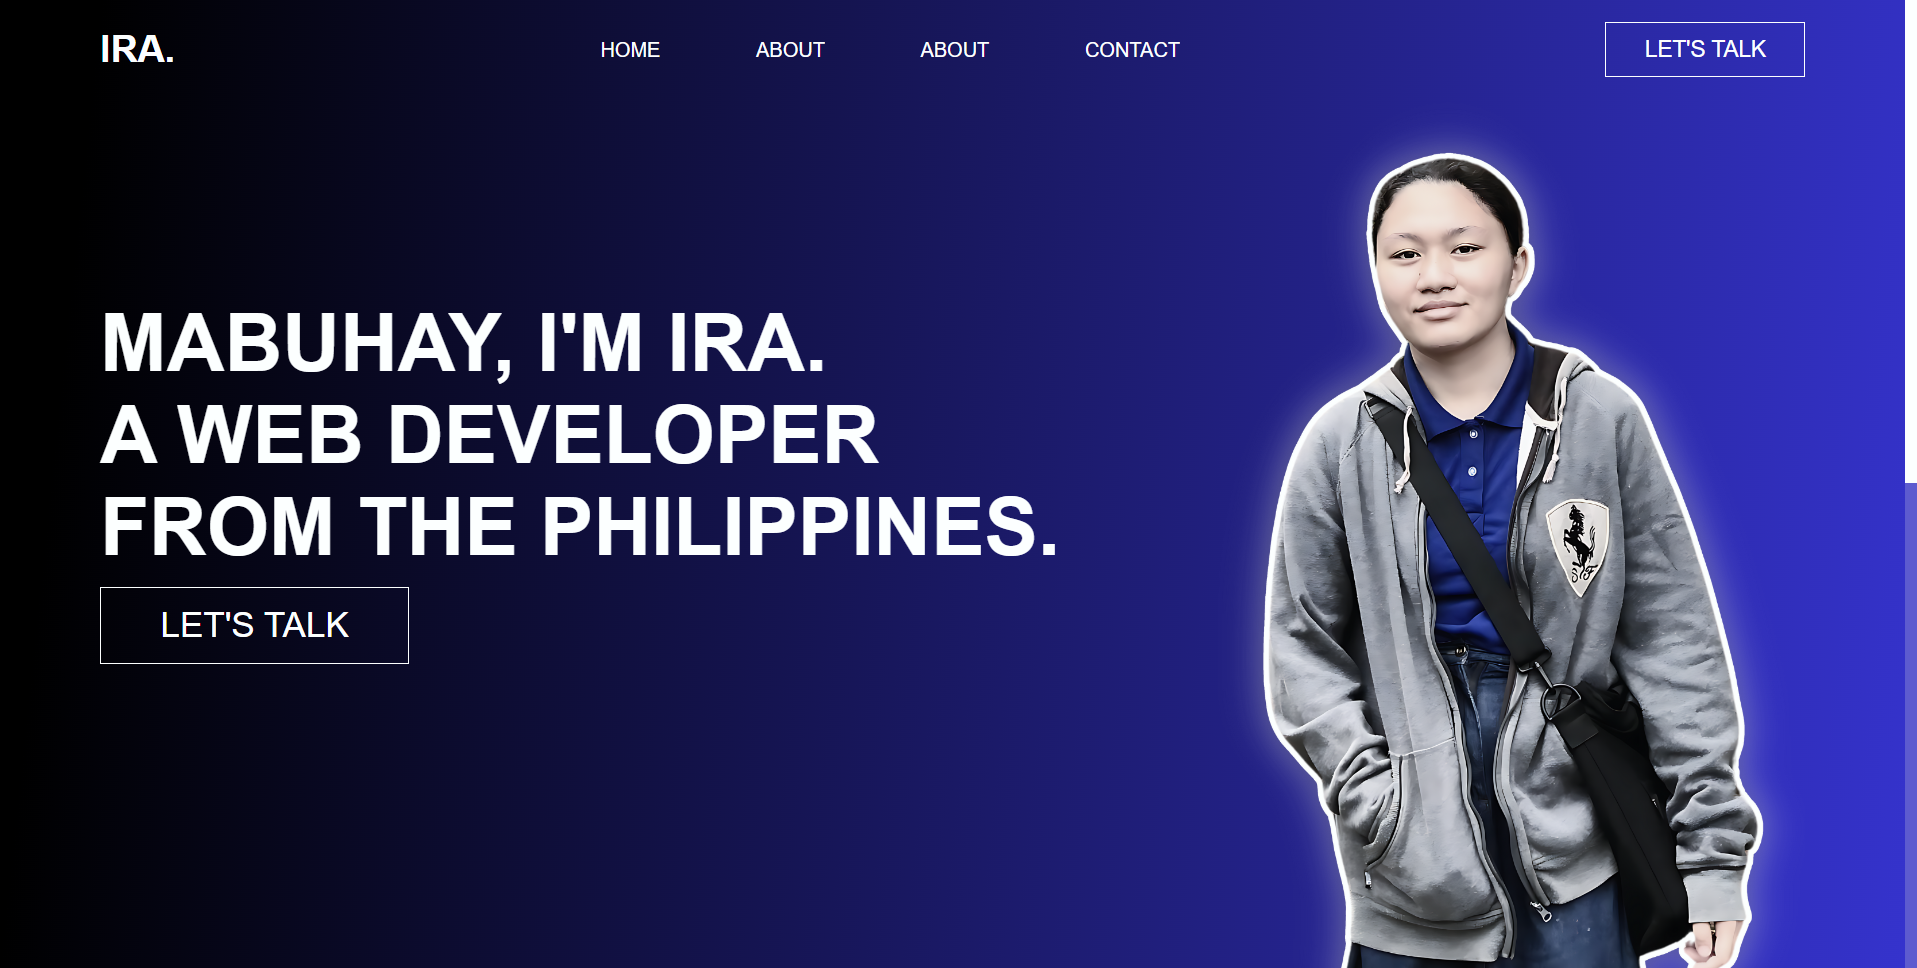 IRA.
HOME
ABOUT
ABOUT
CONTACT
LET'S TALK
MABUHAY, I'M IRA.
A WEB DEVELOPER
FROM THE PHILIPPINES.
LET'S TALK
S F